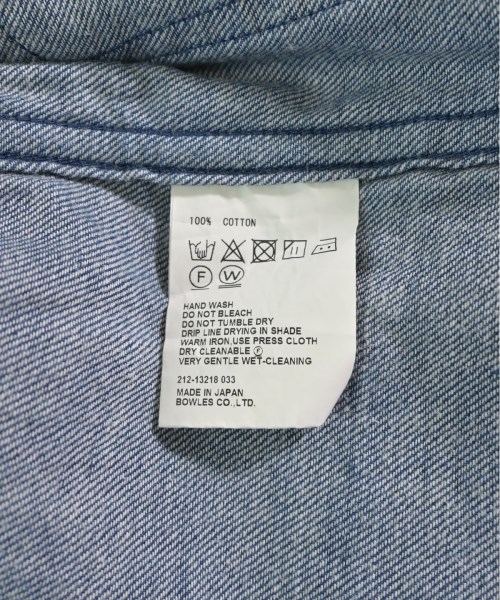 100% COTTON
F W
HAND WASH
DO NOT BLEACH
DO NOT TUMBLE DRY
DRIP LINE DRYING IN SHADE
WARM IRON,USE PRESS CLOTH
DRY CLEANABLE Ⓕ
VERY GENTLE WET-CLEANING
212-13218 033
MADE IN JAPAN
BOWLES CO.,LTD.